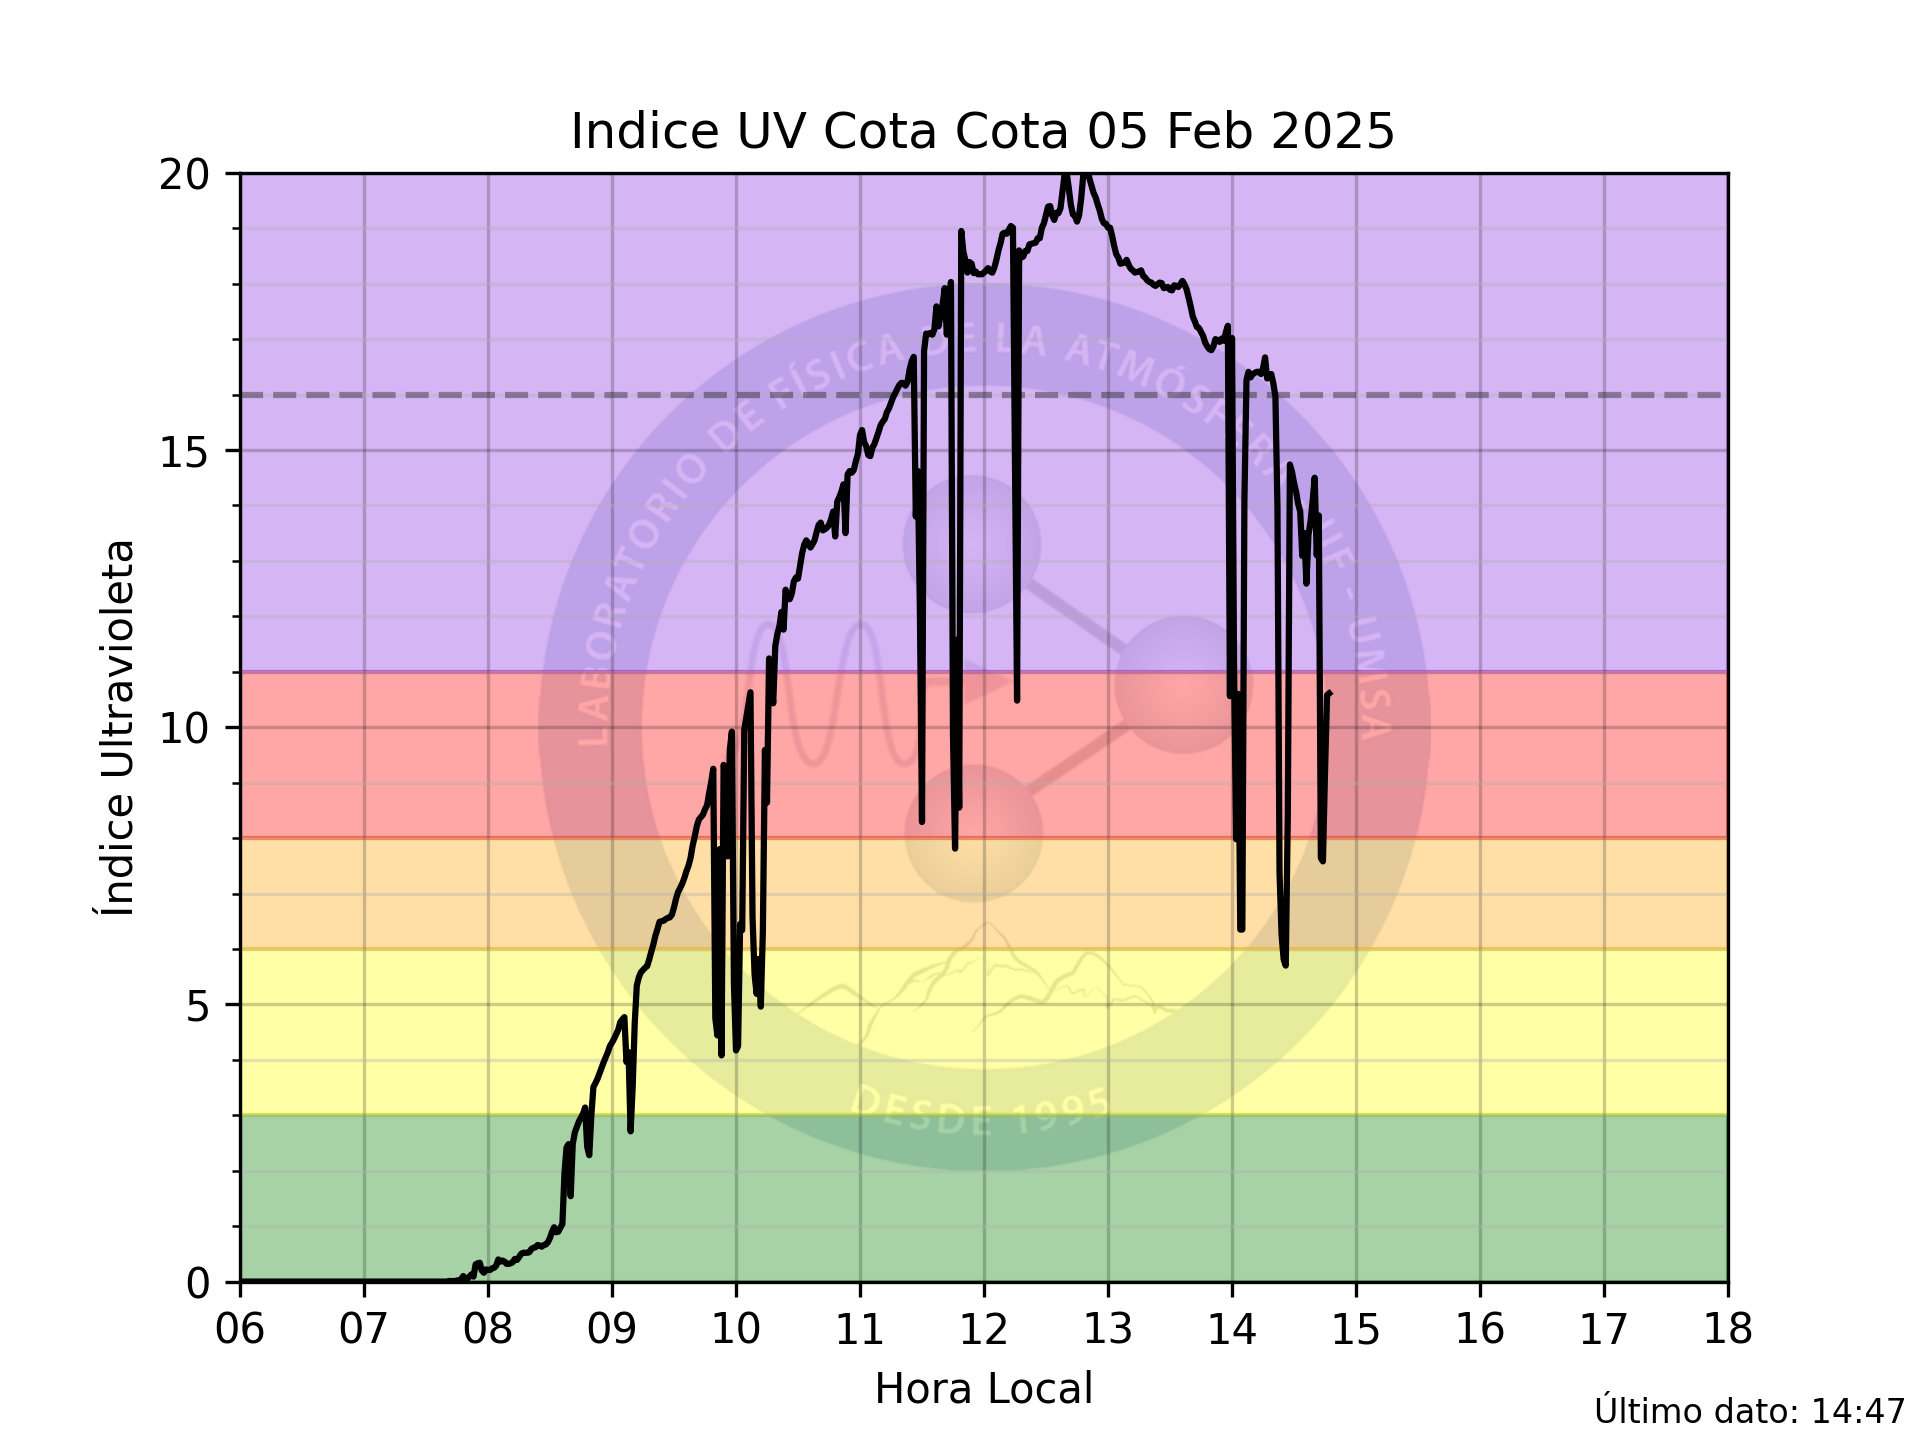 Indice UV Cota Cota 05 Feb 2025
20
15
10
5
0
Índice Ultravioleta
LABORATORIO DE FÍSICA DE LA ATMÓSFERA
IIF - UMSA
DESDE 1995
06 07 08 09 10 11 12 13 14 15 16 17 18
Hora Local
Último dato: 14:47